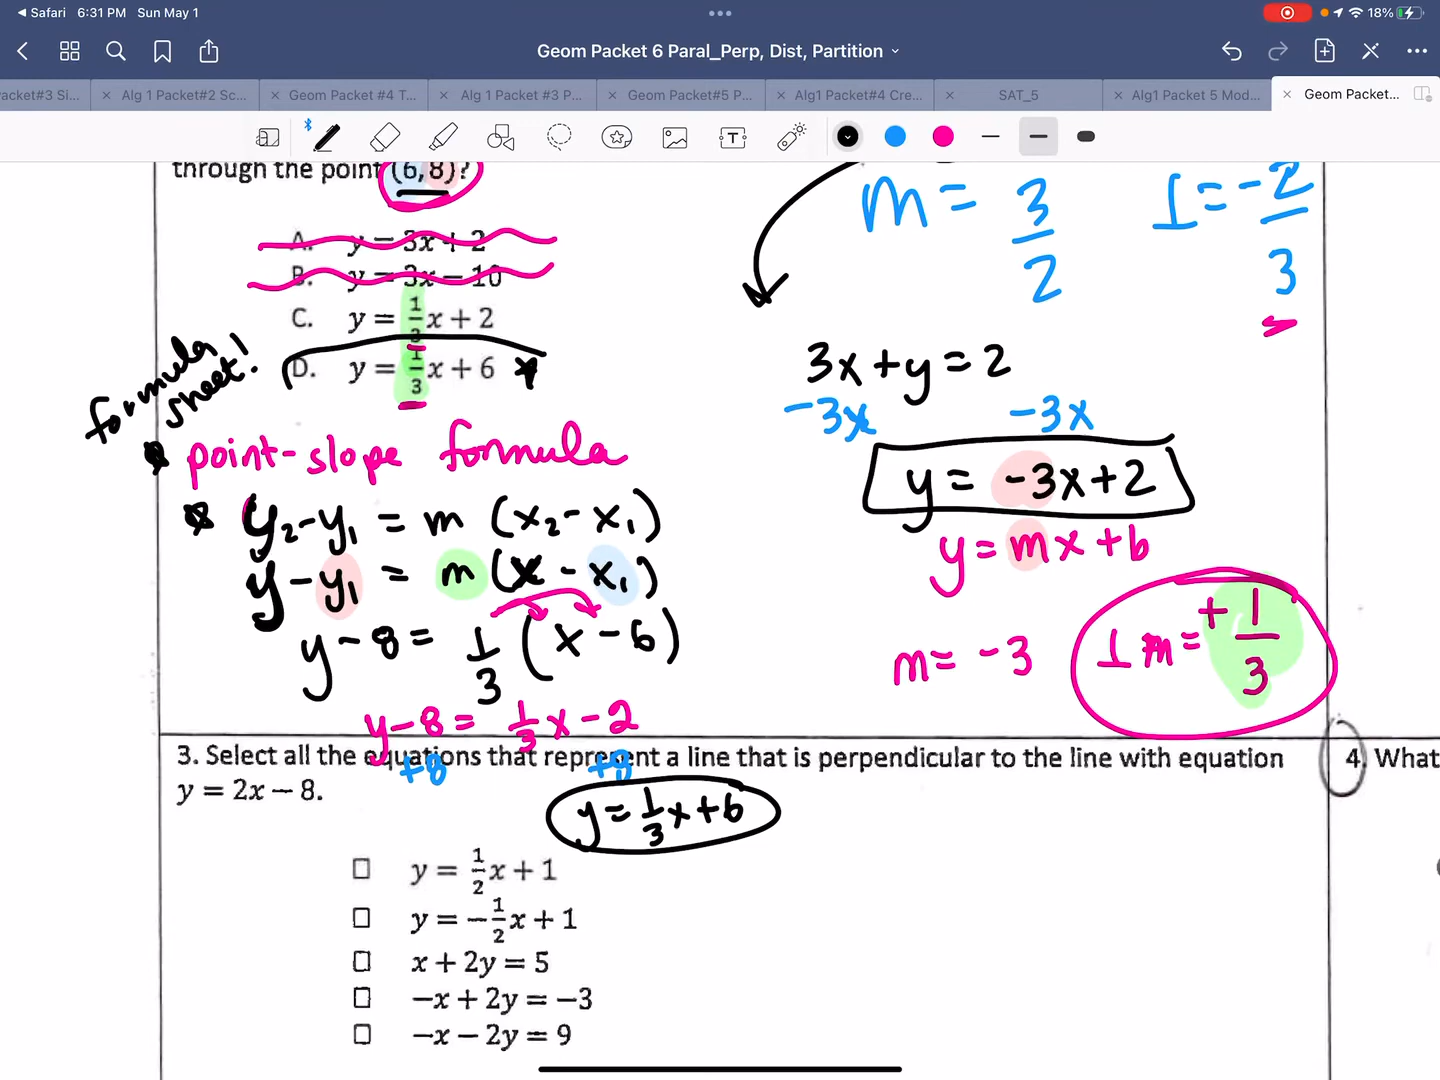 Safari 6:31 PM Sun May 1
18%
Geom Packet 6 Paral_Perp, Dist, Partition
acket#3 Si... × Alg 1 Packet#2 Sc... × Geom Packet #4 T... × Alg 1 Packet #3 P... × Geom Packet#5 P... × Alg1 Packet#4 Cre... × SAT_5 × Alg1 Packet 5 Mod... × Geom Packet...
through the point (6,8)?
A. y = 3x + 2
B. y = 3x − 10
C. y = 1/3 x + 2
D. y = 1/3 x + 6
formula sheet!
point-slope formula
y₂-y₁ = m (x₂-x₁)
y-y₁ = m (x - x₁)
y-8 = 1/3 (x-6)
y-8 = 1/3 x - 2
+8 +8
y = 1/3 x + 6
m = 3/2 ⊥ = -2/3
3x+y=2
-3x -3x
y = -3x+2
y = mx+b
m = -3 ⊥ m = +1/3
3. Select all the equations that represent a line that is perpendicular to the line with equation
y = 2x − 8.
□ y = 1/2 x + 1
□ y = −1/2 x + 1
□ x + 2y = 5
□ −x + 2y = −3
□ −x − 2y = 9
4. What